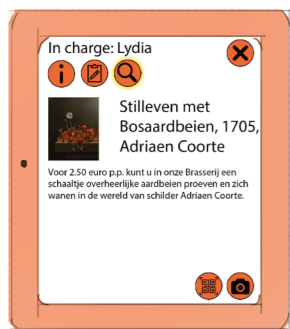 In charge: Lydia
Stilleven met
Bosaardbeien, 1705,
Adriaen Coorte
Voor 2.50 euro p.p. kunt u in onze Brasserij een
schaaltje overheerlijke aardbeien proeven en zich
wanen in de wereld van schilder Adriaen Coorte.